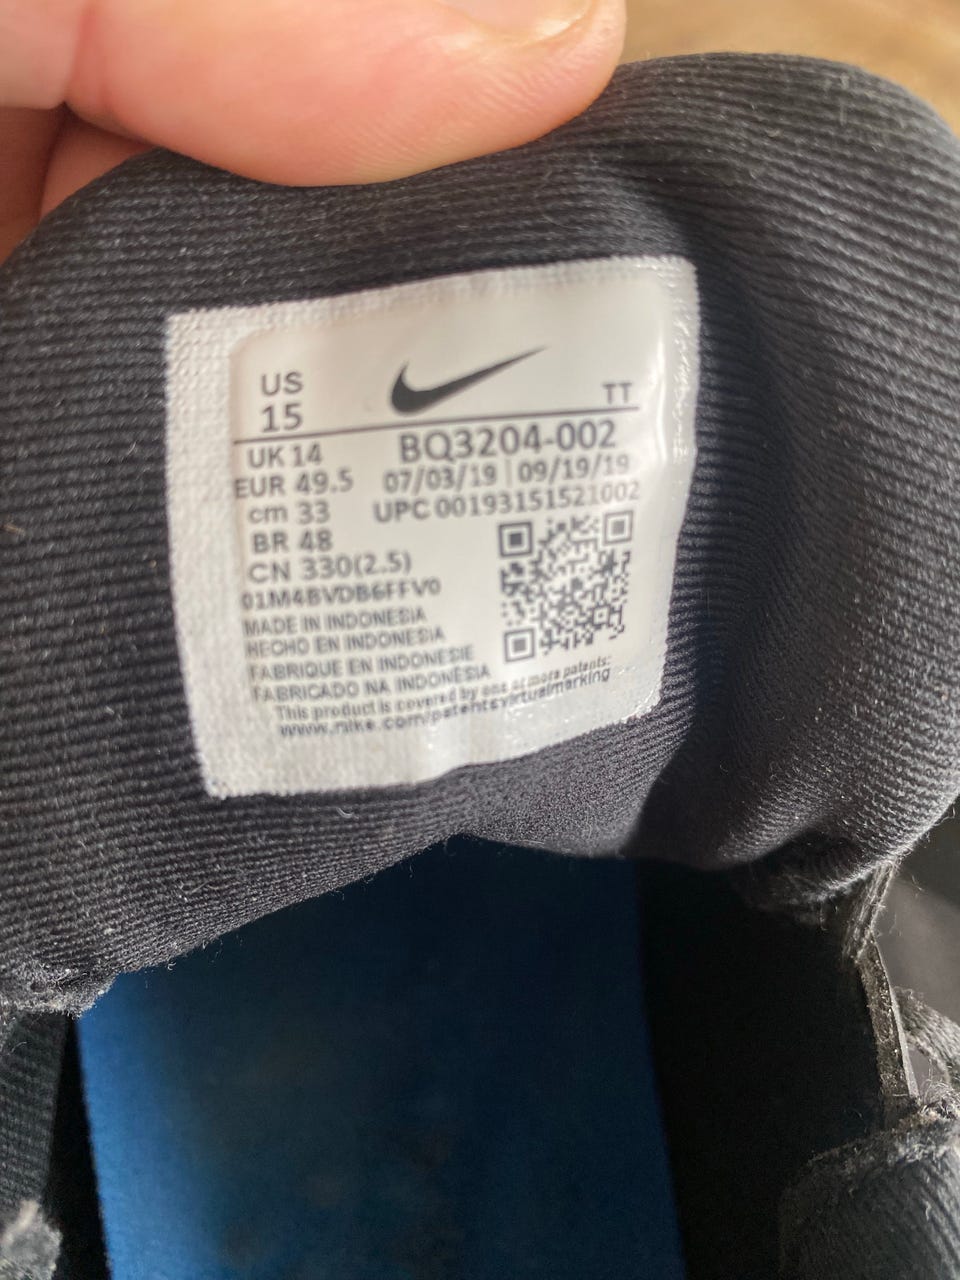 US
15
TT
UK 14
BQ3204-002
EUR 49.5
07/03/19 | 09/19/19
cm 33
UPC 00193151521002
BR 48
CN 330(2.5)
01M4BVDB6FFV0
MADE IN INDONESIA
HECHO EN INDONESIA
FABRIQUE EN INDONESIE
FABRICADO NA INDONÉSIA
This product is covered by one or more patents:
www.nike.com/patentsvirtualmarking